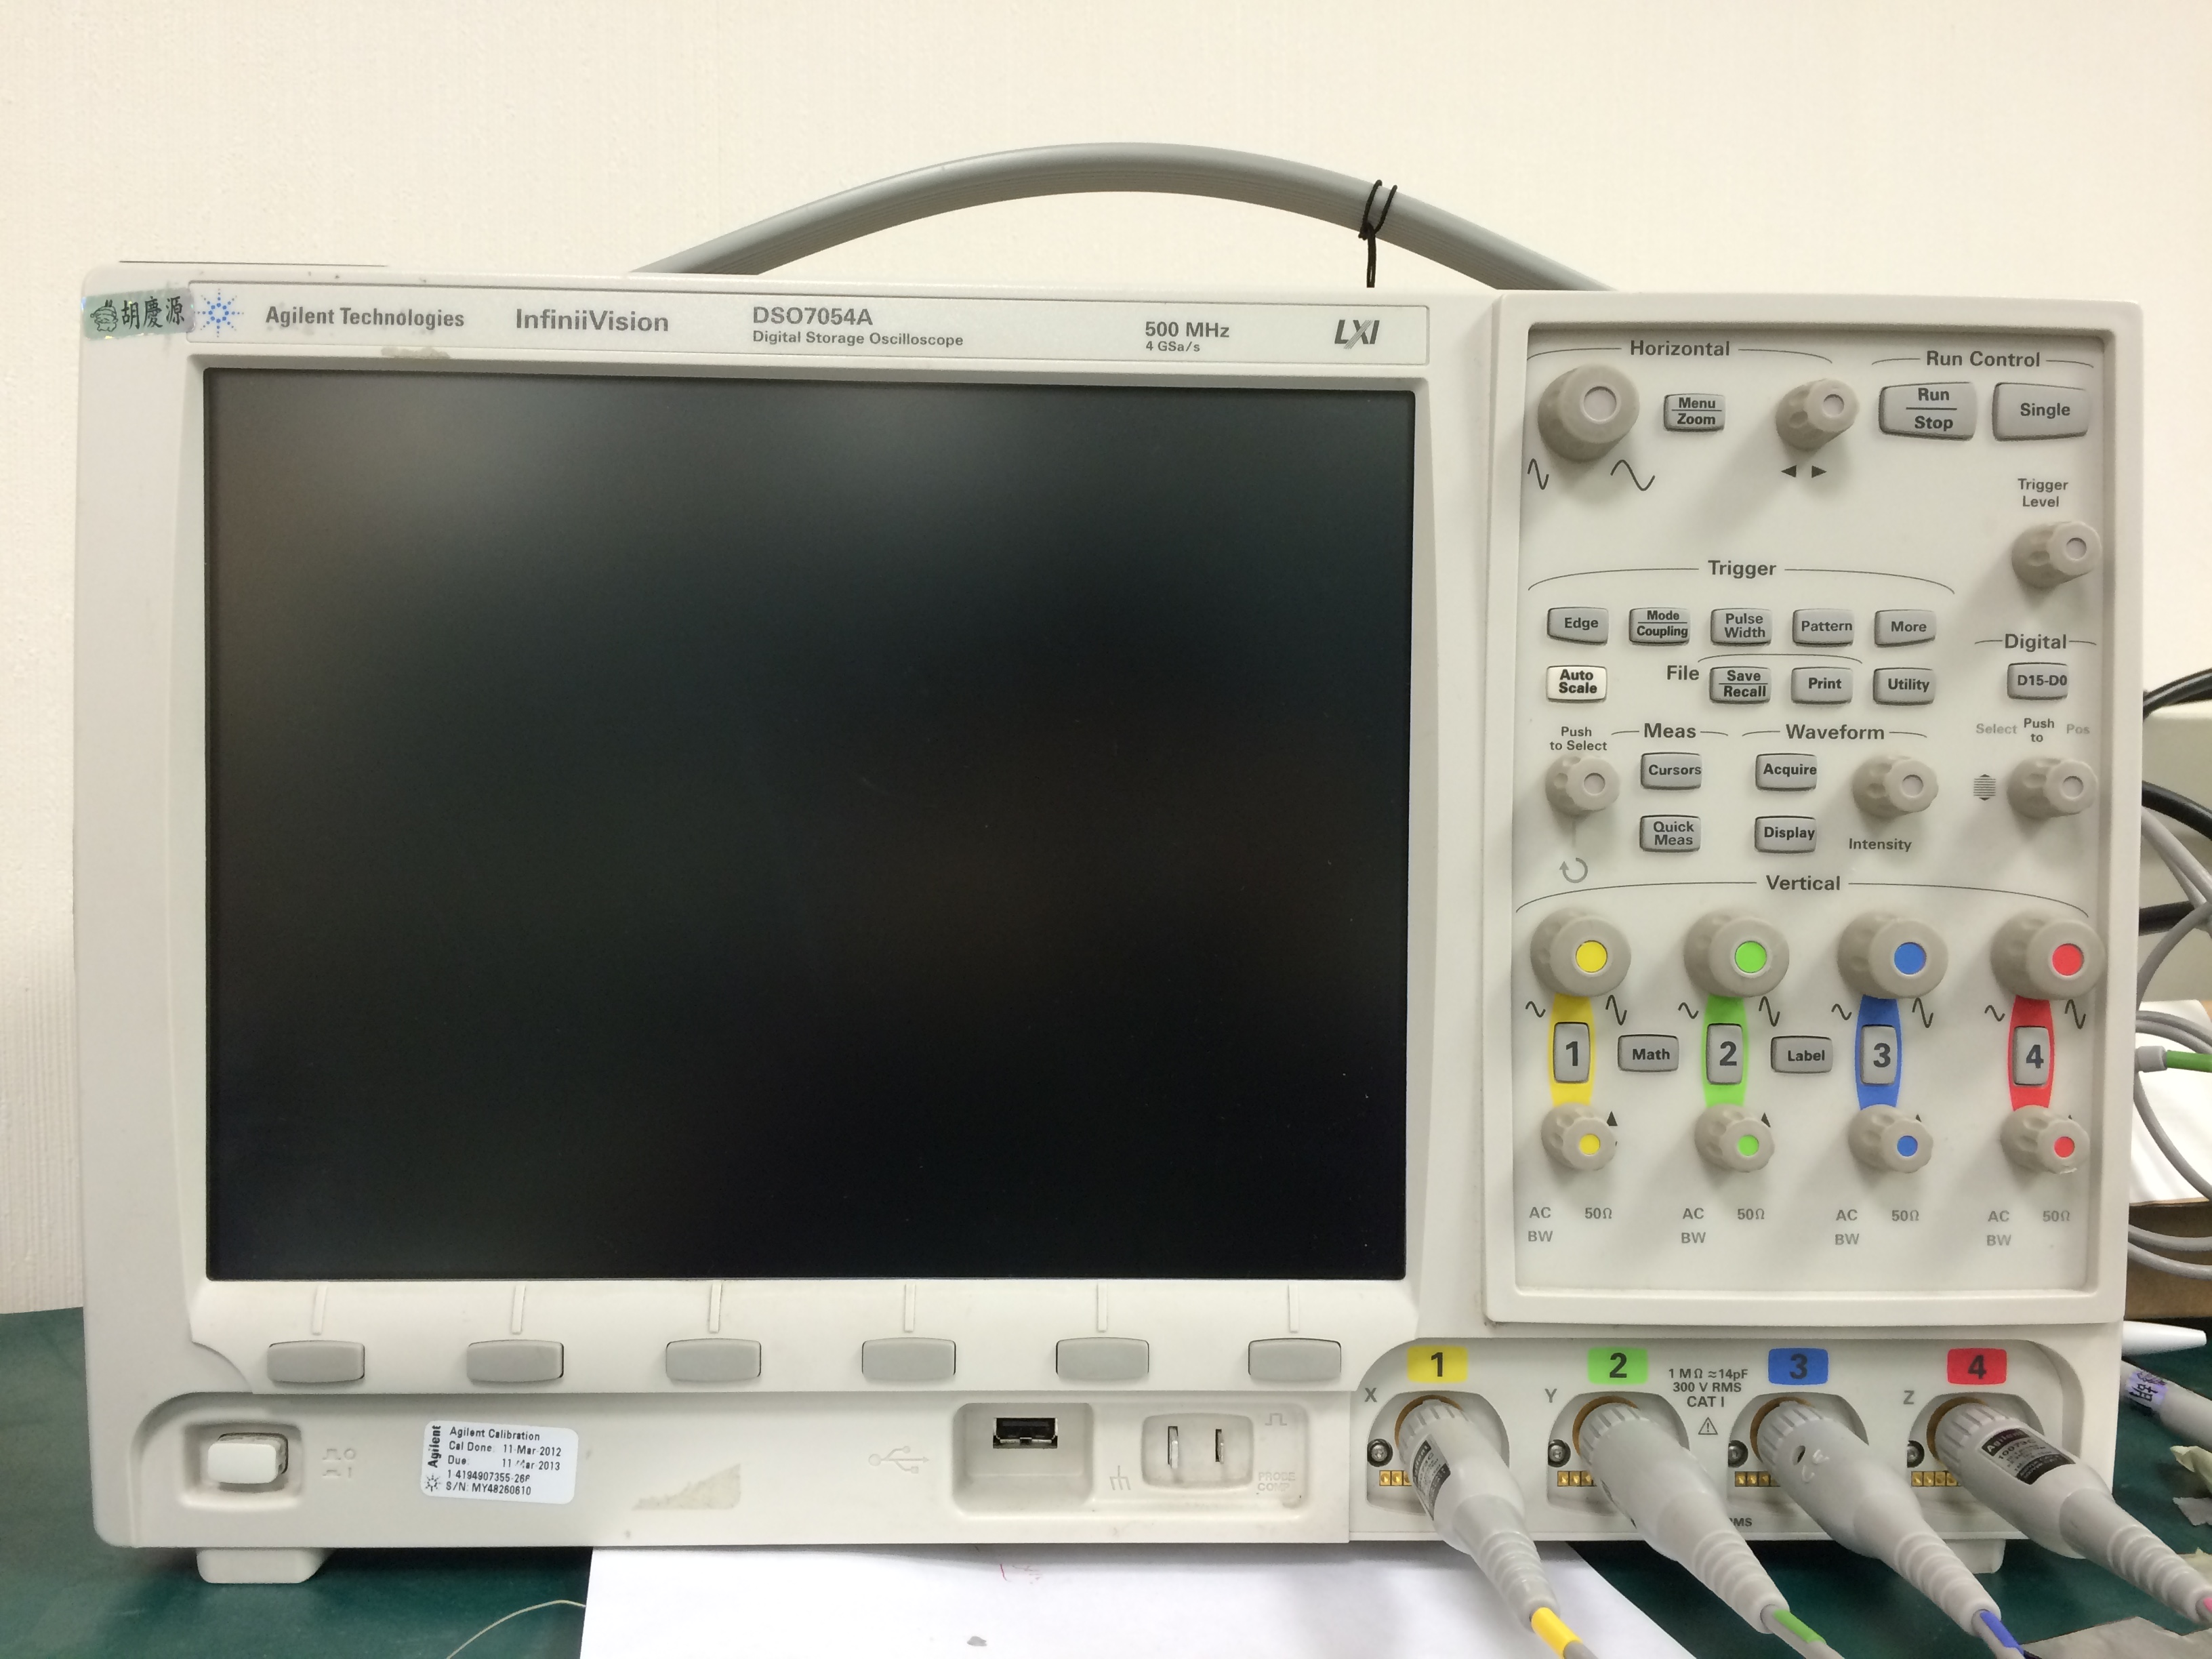 胡慶源
Agilent Technologies
InfiniiVision
DSO7054A
Digital Storage Oscilloscope
500 MHz
4 GSa/s
LXI
Horizontal
Run Control
Menu
Zoom
Run
Stop
Single
Trigger
Level
Trigger
Edge
Mode
Coupling
Pulse
Width
Pattern
More
Digital
Auto
Scale
File
Save
Recall
Print
Utility
D15-D0
Push
to Select
Meas
Waveform
Select Push to Pos
Cursors
Acquire
Quick
Meas
Display
Intensity
Vertical
1
Math
2
Label
3
4
AC 50Ω
BW
AC 50Ω
BW
AC 50Ω
BW
AC 50Ω
BW
1
2
3
4
X
Y
Z
1 MΩ ≈14pF
300 V RMS
CAT I
Agilent
Agilent Calibration
Cal Done: 11 Mar 2012
Due: 11 Mar 2013
S/N: MY48260610
PROBE
COMP